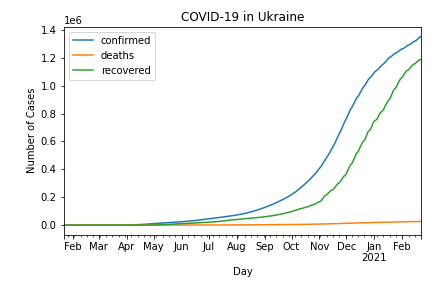 COVID-19 in Ukraine
1e6
confirmed
deaths
recovered
Number of Cases
1.4
1.2
1.0
0.8
0.6
0.4
0.2
0.0
Feb Mar Apr May Jun Jul Aug Sep Oct Nov Dec Jan Feb
2021
Day